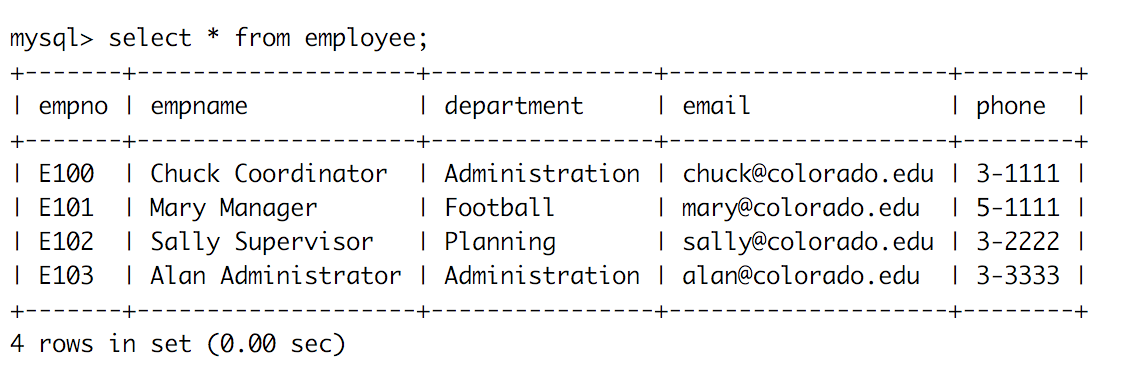 mysql> select * from employee;
+-------+--------------------+----------------+--------------------+--------+
| empno | empname            | department     | email              | phone  |
+-------+--------------------+----------------+--------------------+--------+
| E100  | Chuck Coordinator  | Administration | chuck@colorado.edu | 3-1111 |
| E101  | Mary Manager       | Football       | mary@colorado.edu  | 5-1111 |
| E102  | Sally Supervisor   | Planning       | sally@colorado.edu | 3-2222 |
| E103  | Alan Administrator | Administration | alan@colorado.edu  | 3-3333 |
+-------+--------------------+----------------+--------------------+--------+
4 rows in set (0.00 sec)